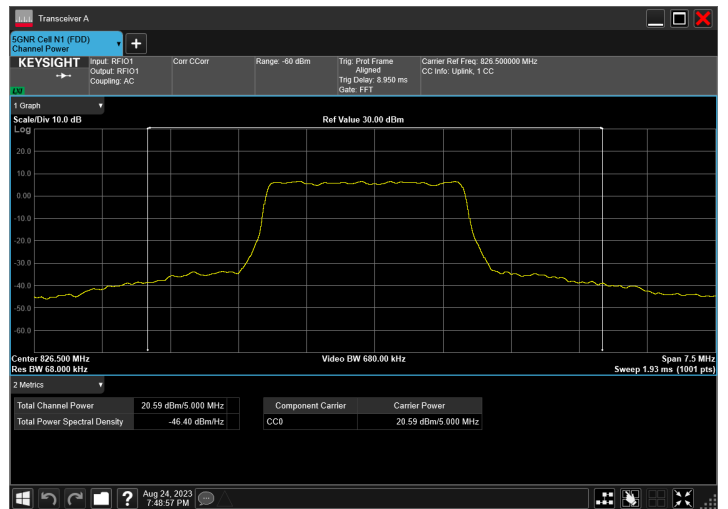 Transceiver A
5GNR Cell N1 (FDD)
Channel Power
KEYSIGHT
LXI
Input: RFIO1
Output: RFIO1
Coupling: AC
Corr CCorr
Range: -60 dBm
Trig: Prot Frame
Aligned
Trig Delay: 8.950 ms
Gate: FFT
Carrier Ref Freq: 826.500000 MHz
CC Info: Uplink, 1 CC
1 Graph
Scale/Div 10.0 dB
Ref Value 30.00 dBm
Log
20.0
10.0
0.00
-10.0
-20.0
-30.0
-40.0
-50.0
-60.0
Center 826.500 MHz
Video BW 680.00 kHz
Span 7.5 MHz
Res BW 68.000 kHz
Sweep 1.93 ms (1001 pts)
2 Metrics
Total Channel Power 20.59 dBm/5.000 MHz
Total Power Spectral Density -46.40 dBm/Hz
Component Carrier Carrier Power
CC0 20.59 dBm/5.000 MHz
?
Aug 24, 2023
7:48:57 PM